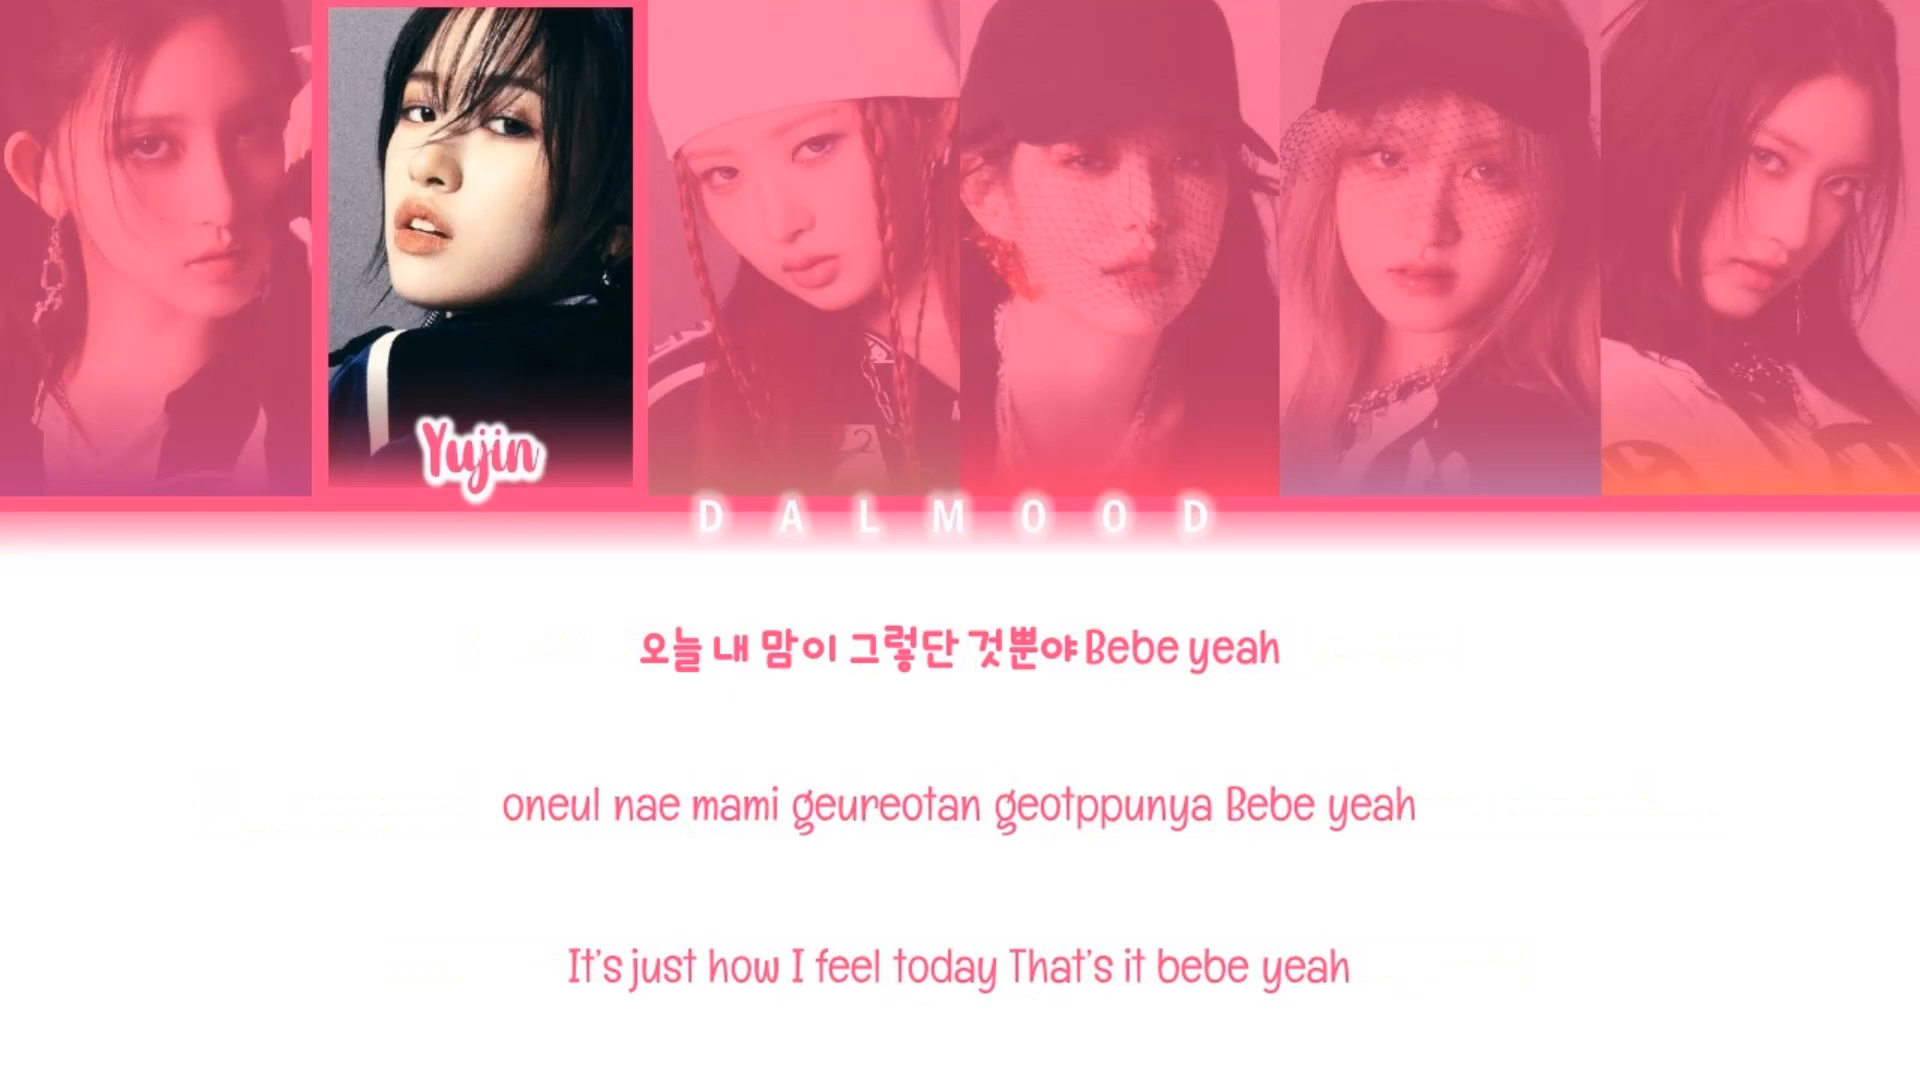 Yujin
DALMOOD
오늘 내 맘이 그렇단 것뿐야 Bebe yeah
oneul nae mami geureotan geotppunya Bebe yeah
It's just how I feel today That's it bebe yeah